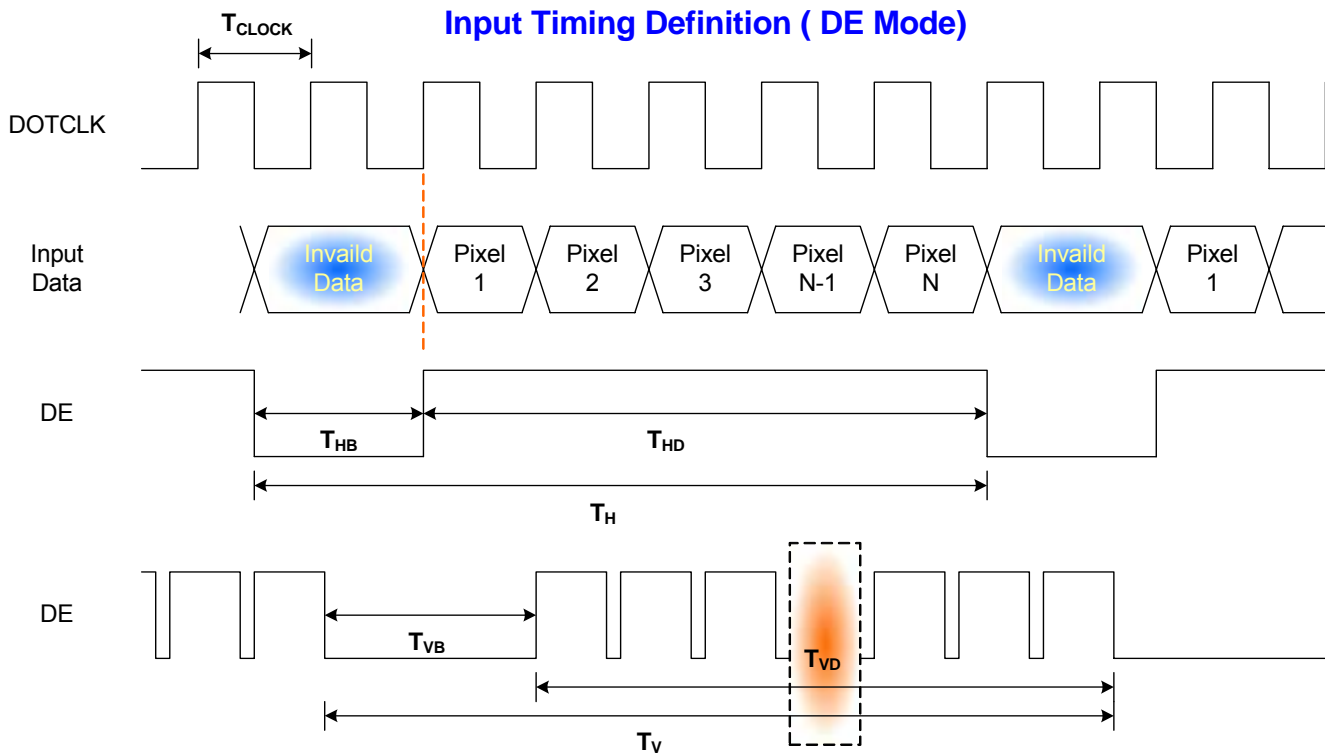 Input Timing Definition ( DE Mode)
TCLOCK
DOTCLK
Input
Data
Invaild
Data
Pixel
1
Pixel
2
Pixel
3
Pixel
N-1
Pixel
N
Invaild
Data
Pixel
1
DE
THB
THD
TH
DE
TVB
TVD
TV